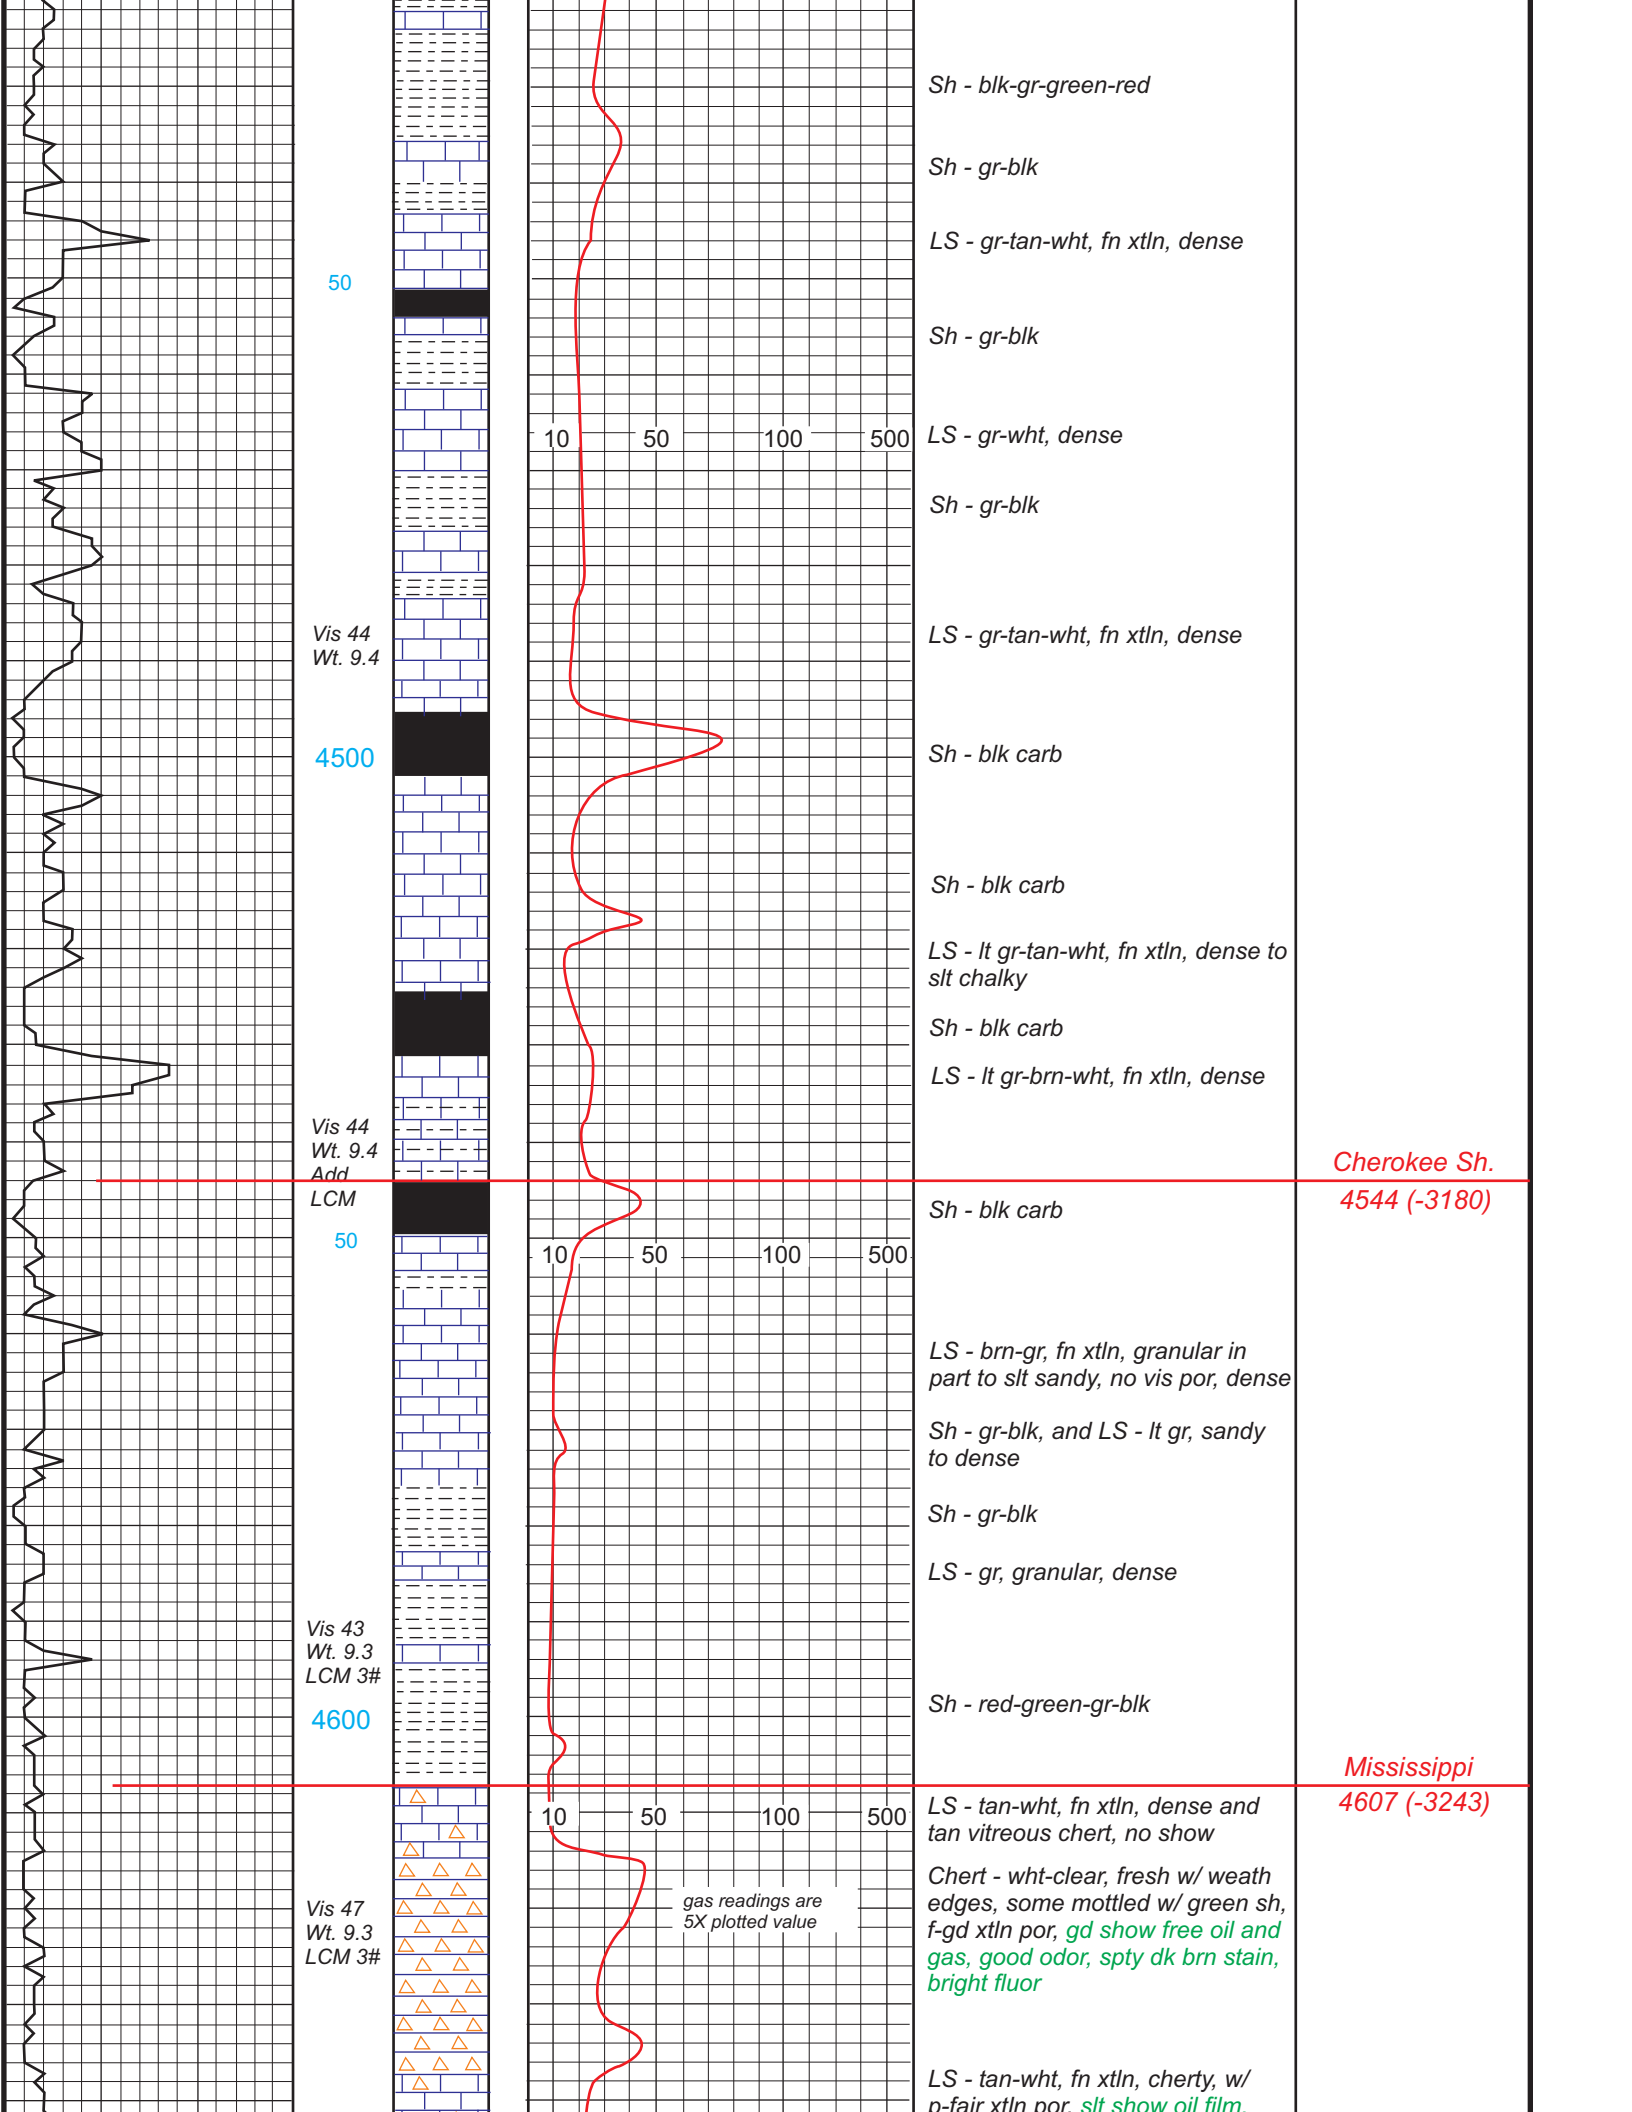 Sh - blk-gr-green-red
Sh - gr-blk
LS - gr-tan-wht, fn xtln, dense
50
Sh - gr-blk
10 50 100 500
LS - gr-wht, dense
Sh - gr-blk
Vis 44
Wt. 9.4
LS - gr-tan-wht, fn xtln, dense
4500
Sh - blk carb
Sh - blk carb
LS - lt gr-tan-wht, fn xtln, dense to
slt chalky
Sh - blk carb
LS - lt gr-brn-wht, fn xtln, dense
Vis 44
Wt. 9.4
Add
LCM
Cherokee Sh.
4544 (-3180)
Sh - blk carb
50
10 50 100 500
LS - brn-gr, fn xtln, granular in
part to slt sandy, no vis por, dense
Sh - gr-blk, and LS - lt gr, sandy
to dense
Sh - gr-blk
LS - gr, granular, dense
Vis 43
Wt. 9.3
LCM 3#
Sh - red-green-gr-blk
4600
Mississippi
4607 (-3243)
10 50 100 500
LS - tan-wht, fn xtln, dense and
tan vitreous chert, no show
Chert - wht-clear, fresh w/ weath
edges, some mottled w/ green sh,
f-gd xtln por, gd show free oil and
gas, good odor, spty dk brn stain,
bright fluor
gas readings are
5X plotted value
Vis 47
Wt. 9.3
LCM 3#
LS - tan-wht, fn xtln, cherty, w/
p-fair xtln por, slt show oil film,